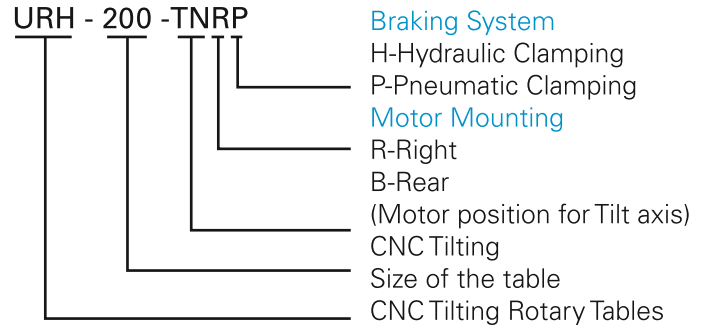 URH - 200 -TNRP
Braking System
H-Hydraulic Clamping
P-Pneumatic Clamping
Motor Mounting
R-Right
B-Rear
(Motor position for Tilt axis)
CNC Tilting
Size of the table
CNC Tilting Rotary Tables